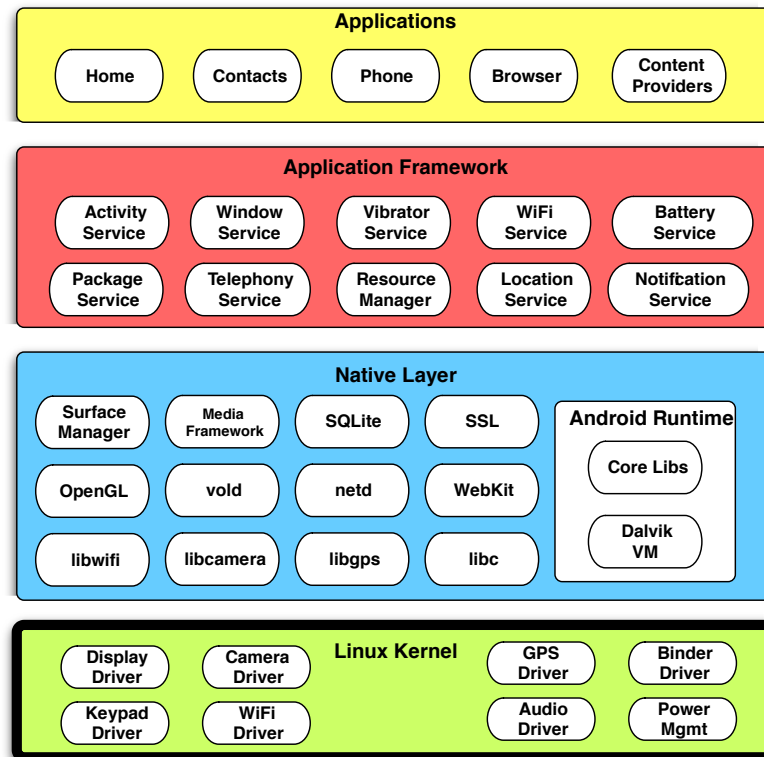 Applications
Home
Contacts
Phone
Browser
Content
Providers
Application Framework
Activity
Service
Window
Service
Vibrator
Service
WiFi
Service
Battery
Service
Package
Service
Telephony
Service
Resource
Manager
Location
Service
Notification
Service
Native Layer
Surface
Manager
Media
Framework
SQLite
SSL
OpenGL
vold
netd
WebKit
libwifi
libcamera
libgps
libc
Android Runtime
Core Libs
Dalvik
VM
Linux Kernel
Display
Driver
Camera
Driver
GPS
Driver
Binder
Driver
Keypad
Driver
WiFi
Driver
Audio
Driver
Power
Mgmt